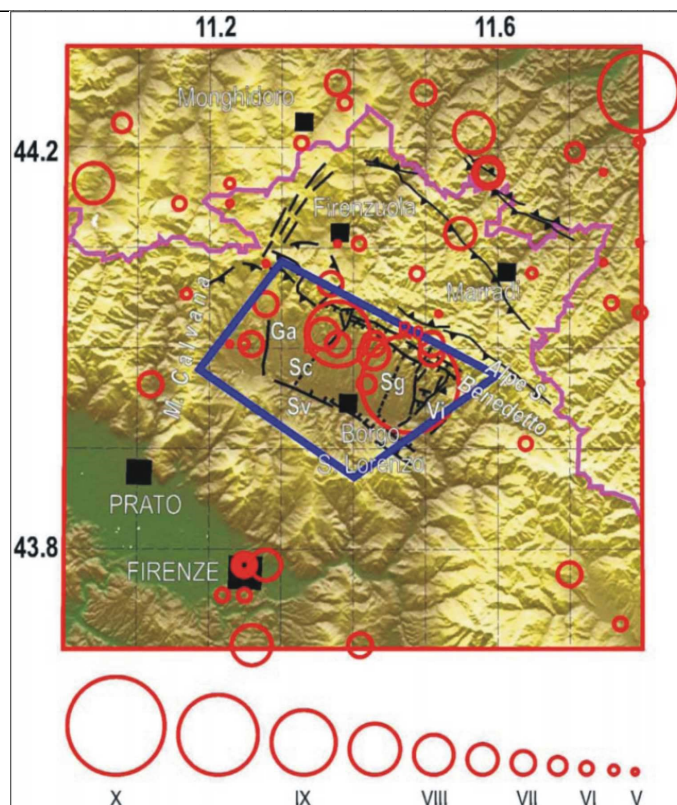 11.2 11.6
Monghidoro
44.2
Firenzuola
Marradi
M. Calvana
Ga
Sc
Sg
Sv
Vi
Alpe S.
Benedetto
Borgo
S. Lorenzo
PRATO
43.8
FIRENZE
X IX VIII VII VI V